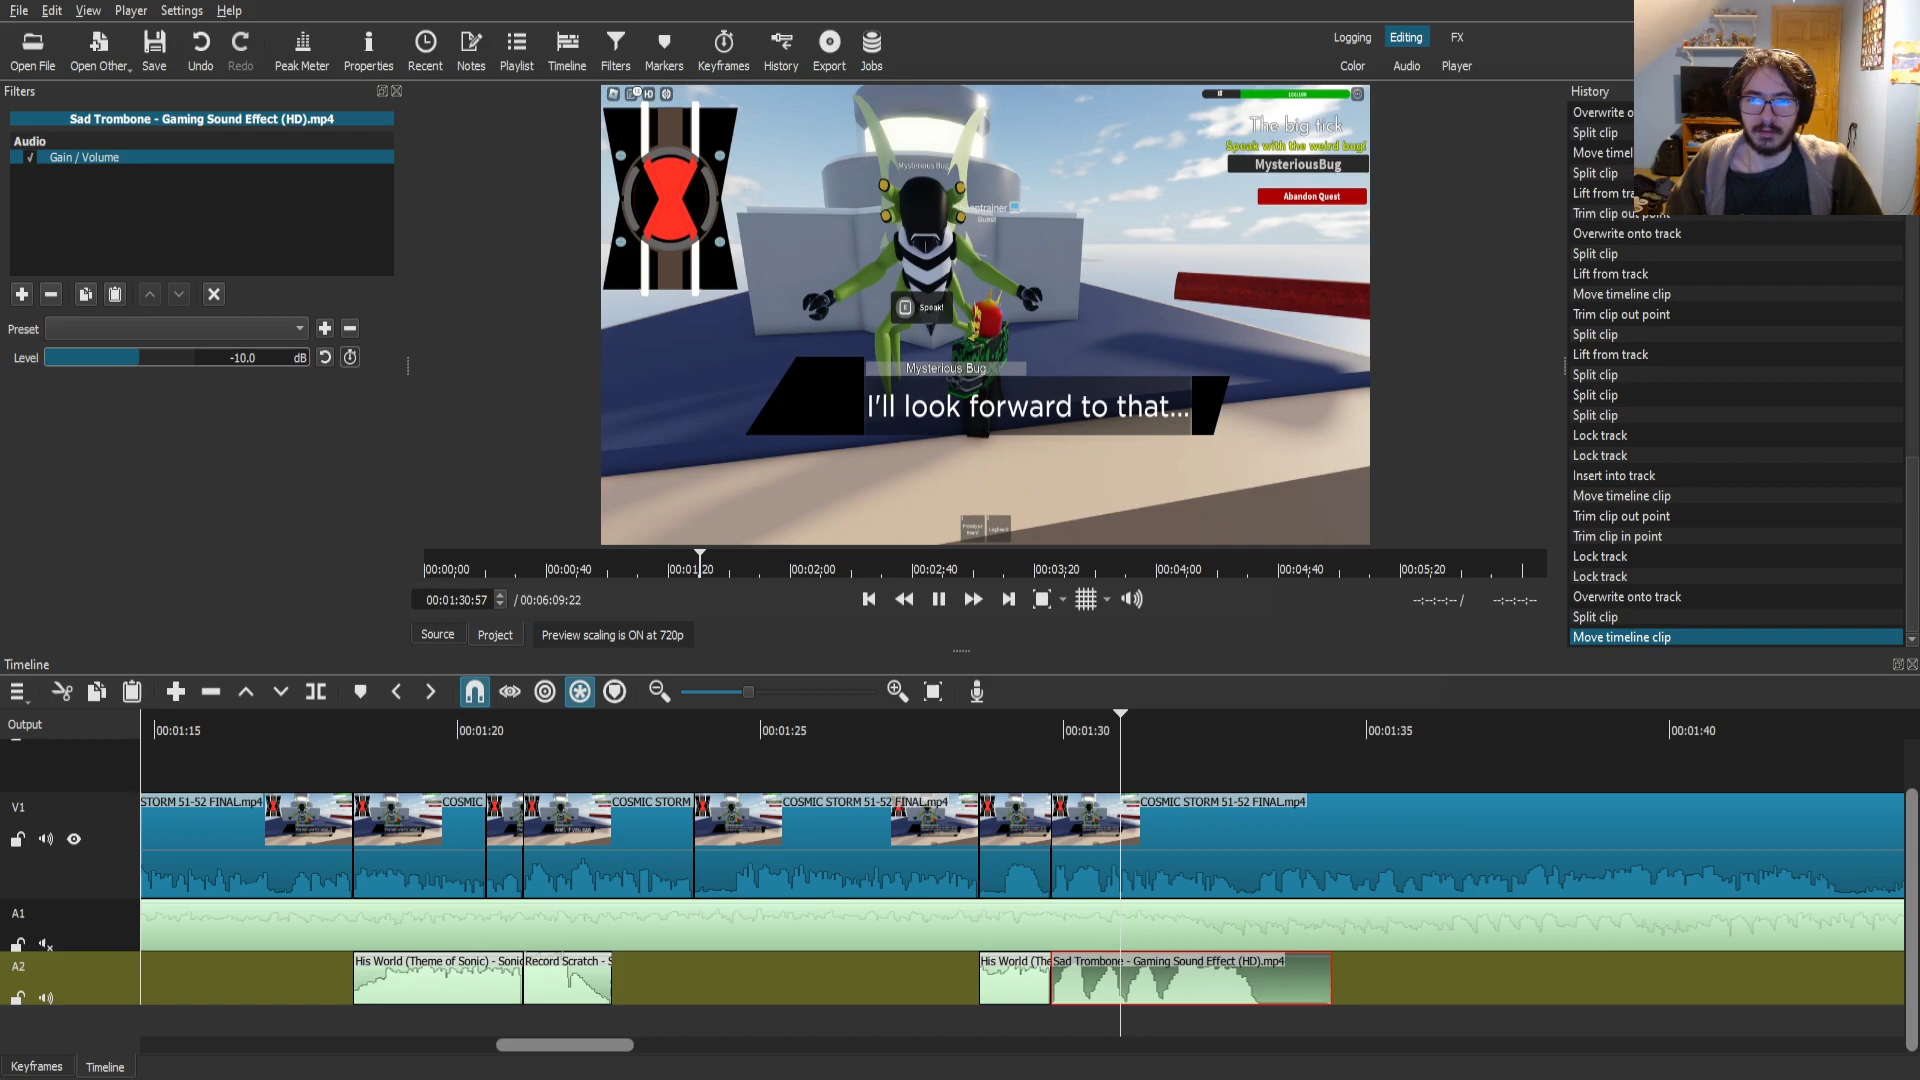 File Edit View Player Settings Help
Open File Open Other Save Undo Redo Peak Meter Properties Recent Notes Playlist Timeline Filters Markers Keyframes History Export Jobs
Logging Editing FX
Color Audio Player
Filters
Sad Trombone - Gaming Sound Effect (HD).mp4
Audio
Gain / Volume
Preset
Level -10.0 dB
HD
100/100
The big tick
Speak with the weird bug!
MysteriousBug
Abandon Quest
Mysterious Bug
Guest
E Speak!
Mysterious Bug
I'll look forward to that...
History
Overwrite o
Split clip
Move timel
Split clip
Lift from tra
Trim clip out point
Overwrite onto track
Split clip
Lift from track
Move timeline clip
Trim clip out point
Split clip
Lift from track
Split clip
Split clip
Split clip
Lock track
Lock track
Insert into track
Move timeline clip
Trim clip out point
Trim clip in point
Lock track
Lock track
Overwrite onto track
Split clip
Move timeline clip
00:00:00 00:00:40 00:01:20 00:02:00 00:02:40 00:03:20 00:04:00 00:04:40 00:05:20
00:01:30:57 / 00:06:09:22
--:--:--:-- / --:--:--:--
Source Project Preview scaling is ON at 720p
Timeline
Output
00:01:15 00:01:20 00:01:25 00:01:30 00:01:35 00:01:40
V1
STORM 51-52 FINAL.mp4 COSMIC COSMIC STORM COSMIC STORM 51-52 FINAL.mp4 COSMIC STORM 51-52 FINAL.mp4
A1
A2
His World (Theme of Sonic) - Sonic Record Scratch - S His World (The Sad Trombone - Gaming Sound Effect (HD).mp4
Keyframes Timeline